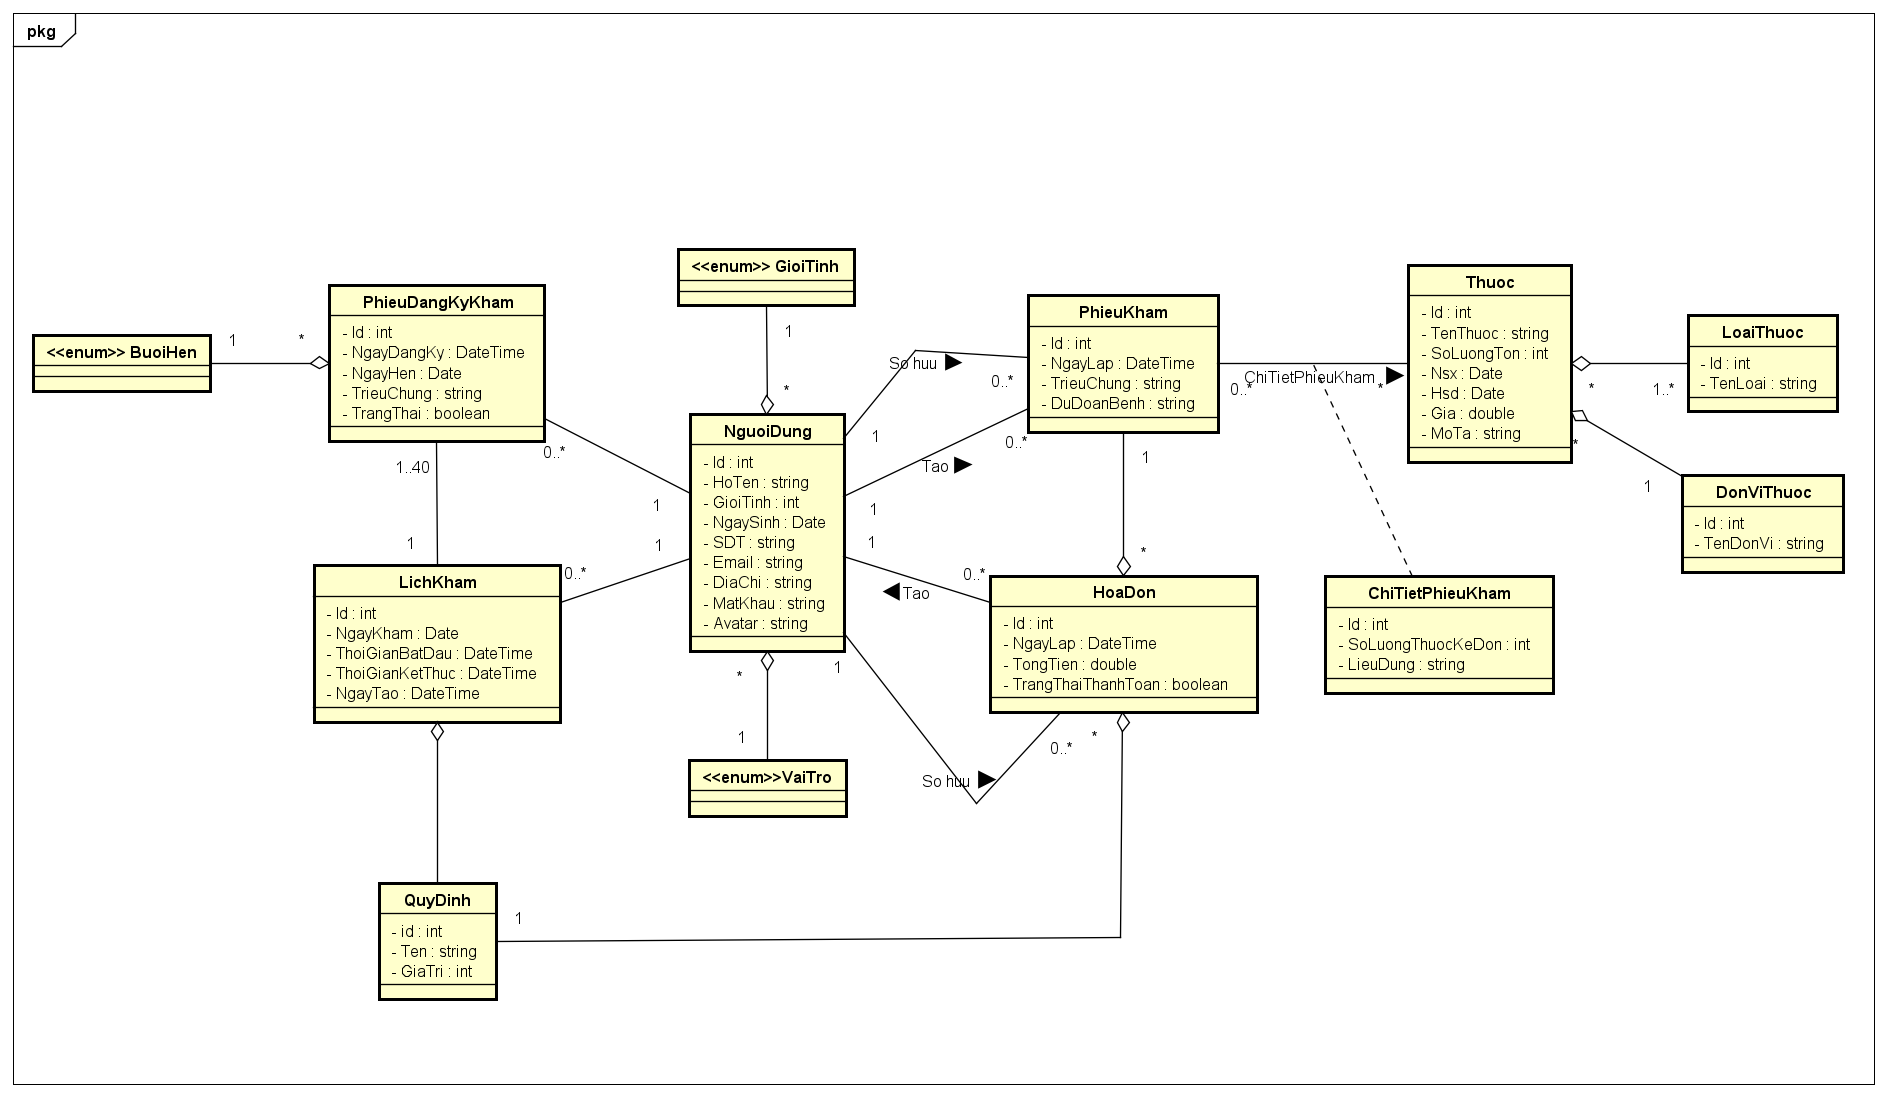 pkg
<<enum>> BuoiHen
1
*
PhieuDangKyKham
- Id : int
- NgayDangKy : DateTime
- NgayHen : Date
- TrieuChung : string
- TrangThai : boolean
0..*
1
1..40
1
LichKham
- Id : int
- NgayKham : Date
- ThoiGianBatDau : DateTime
- ThoiGianKetThuc : DateTime
- NgayTao : DateTime
0..*
1
QuyDinh
- id : int
- Ten : string
- GiaTri : int
1
<<enum>> GioiTinh
1
*
NguoiDung
- Id : int
- HoTen : string
- GioiTinh : int
- NgaySinh : Date
- SDT : string
- Email : string
- DiaChi : string
- MatKhau : string
- Avatar : string
*
1
<<enum>>VaiTro
So huu
0..*
1
Tao
0..*
1
1
0..*
Tao
1
So huu
0..*
*
PhieuKham
- Id : int
- NgayLap : DateTime
- TrieuChung : string
- DuDoanBenh : string
1
*
HoaDon
- Id : int
- NgayLap : DateTime
- TongTien : double
- TrangThaiThanhToan : boolean
ChiTietPhieuKham
0..*
*
ChiTietPhieuKham
- Id : int
- SoLuongThuocKeDon : int
- LieuDung : string
Thuoc
- Id : int
- TenThuoc : string
- SoLuongTon : int
- Nsx : Date
- Hsd : Date
- Gia : double
- MoTa : string
*
1..*
LoaiThuoc
- Id : int
- TenLoai : string
*
1
DonViThuoc
- Id : int
- TenDonVi : string